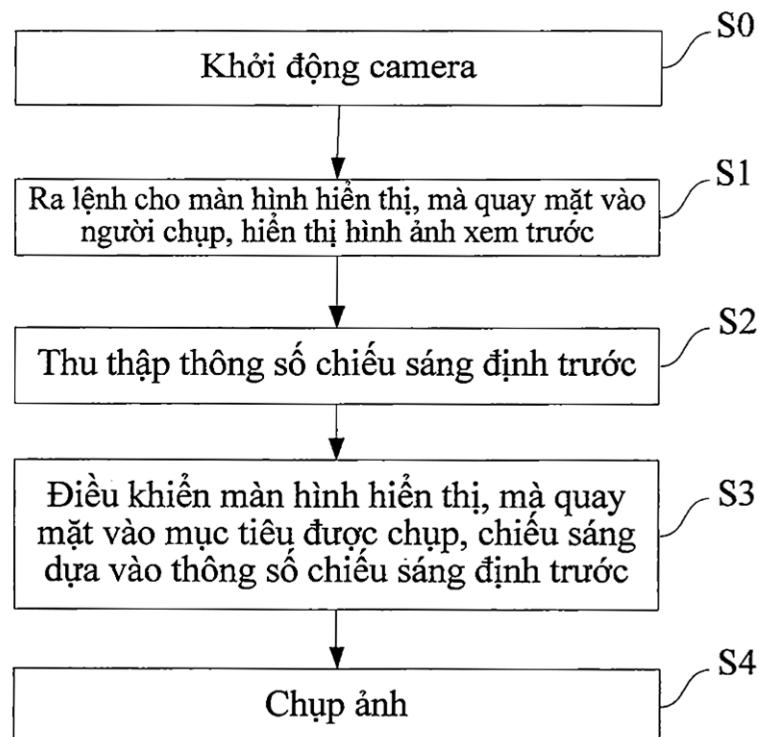 S0
Khởi động camera
S1
Ra lệnh cho màn hình hiển thị, mà quay mặt vào
người chụp, hiển thị hình ảnh xem trước
S2
Thu thập thông số chiếu sáng định trước
S3
Điều khiển màn hình hiển thị, mà quay
mặt vào mục tiêu được chụp, chiếu sáng
dựa vào thông số chiếu sáng định trước
S4
Chụp ảnh